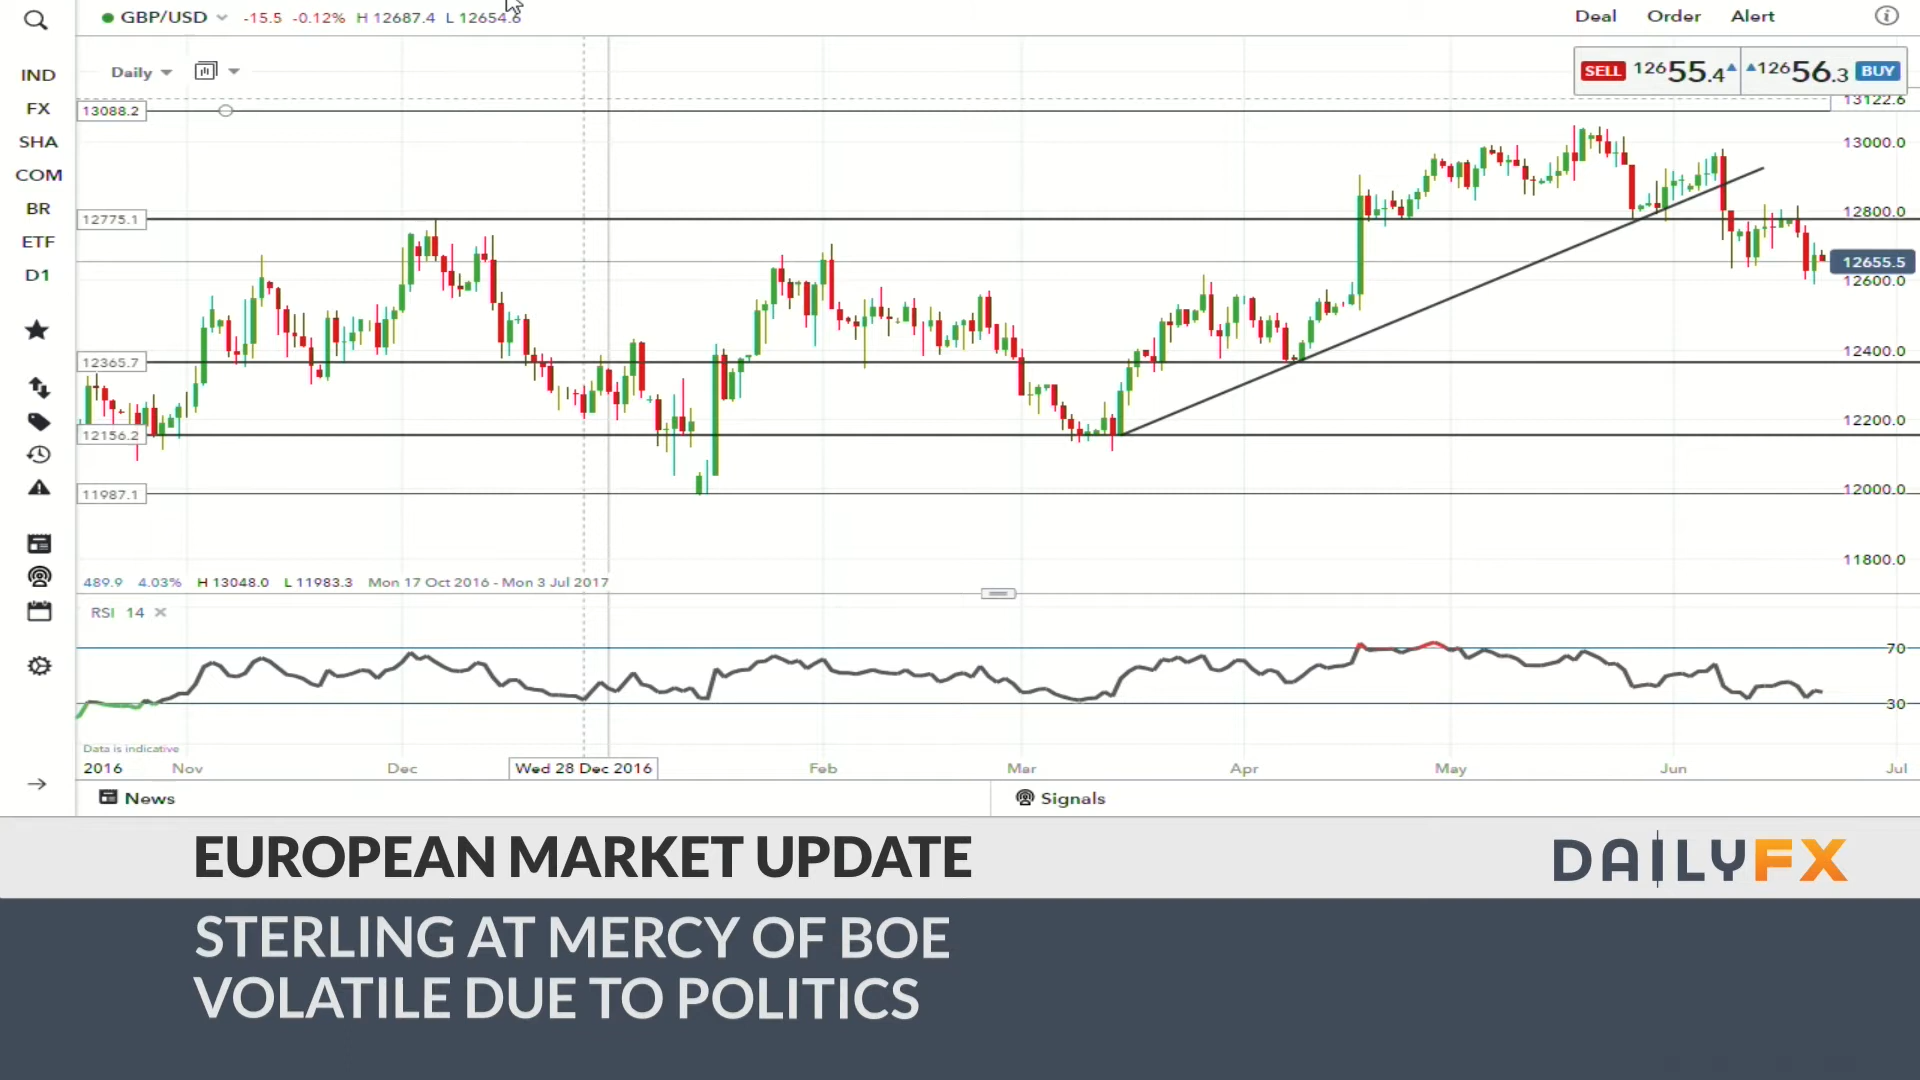 GBP/USD -15.5 -0.12% H 12687.4 L 12654.6
Deal Order Alert
IND
FX
SHA
COM
BR
ETF
D1
Daily
SELL 12655.4 12656.3 BUY
13122.6
13088.2
13000.0
12800.0
12775.1
12655.5
12600.0
12400.0
12365.7
12200.0
12156.2
12000.0
11987.1
11800.0
489.9 4.03% H 13048.0 L 11983.3 Mon 17 Oct 2016 - Mon 3 Jul 2017
RSI 14
70
30
Data is indicative
2016 Nov Dec Wed 28 Dec 2016 Feb Mar Apr May Jun Jul
News
Signals
EUROPEAN MARKET UPDATE
DAILYFX
STERLING AT MERCY OF BOE
VOLATILE DUE TO POLITICS